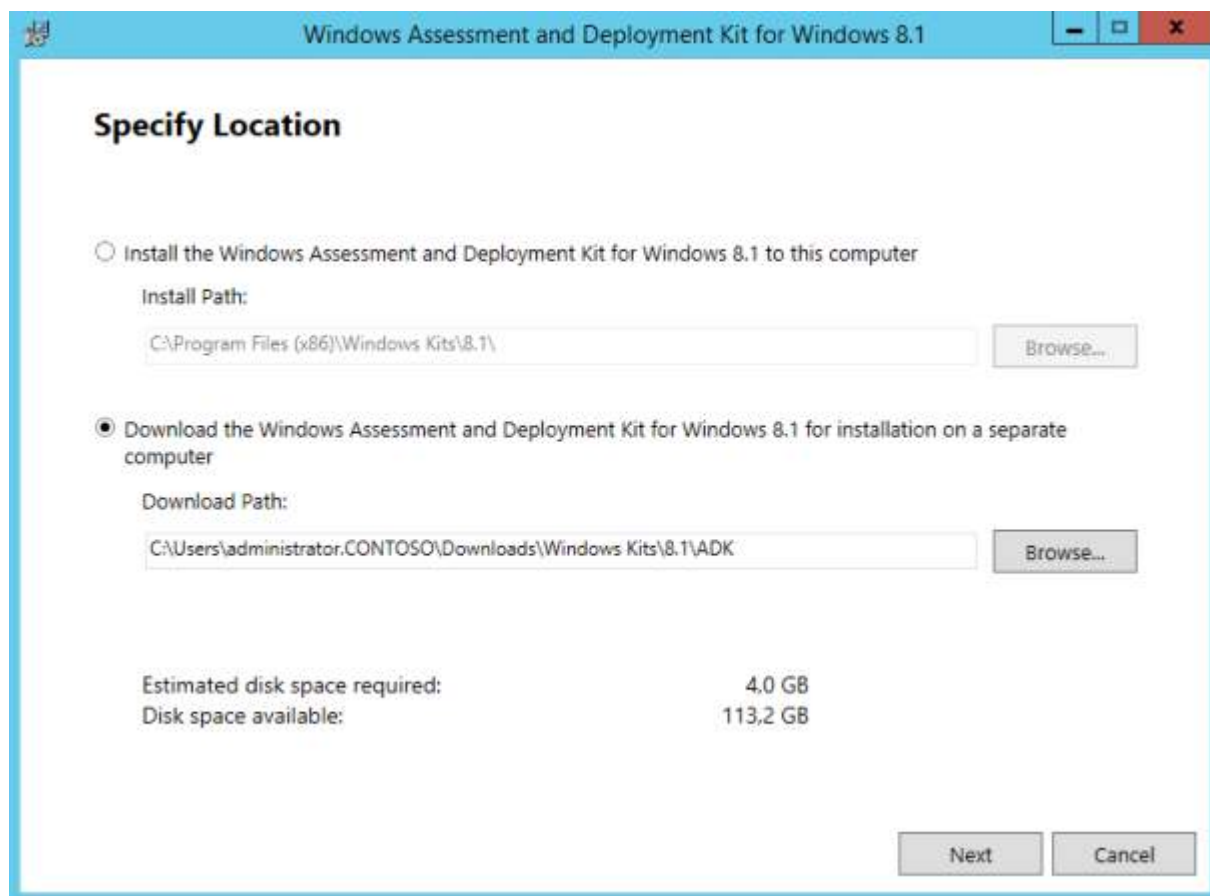 Windows Assessment and Deployment Kit for Windows 8.1
Specify Location
Install the Windows Assessment and Deployment Kit for Windows 8.1 to this computer
Install Path:
C:\Program Files (x86)\Windows Kits\8.1\
Browse...
Download the Windows Assessment and Deployment Kit for Windows 8.1 for installation on a separate
computer
Download Path:
C:\Users\administrator.CONTOSO\Downloads\Windows Kits\8.1\ADK
Browse...
Estimated disk space required: 4,0 GB
Disk space available: 113,2 GB
Next Cancel